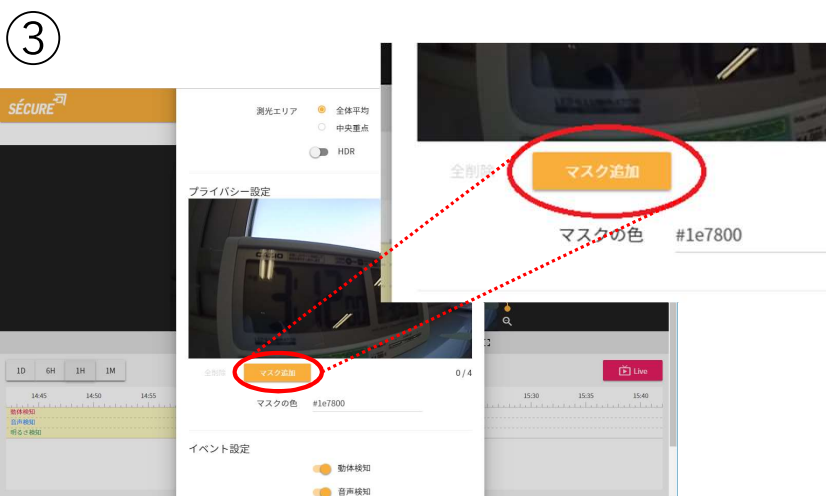 ③
SÉCURE
測光エリア
全体平均
中央重点
HDR
プライバシー設定
CASIO
全削除
マスク追加
0 / 4
マスクの色
#1e7800
イベント設定
動体検知
音声検知
全削除
マスク追加
マスクの色
#1e7800
1D 6H 1H 1M
Live
14:45 14:50 14:55 15:30 15:35 15:40
動体検知
音声検知
明るさ検知